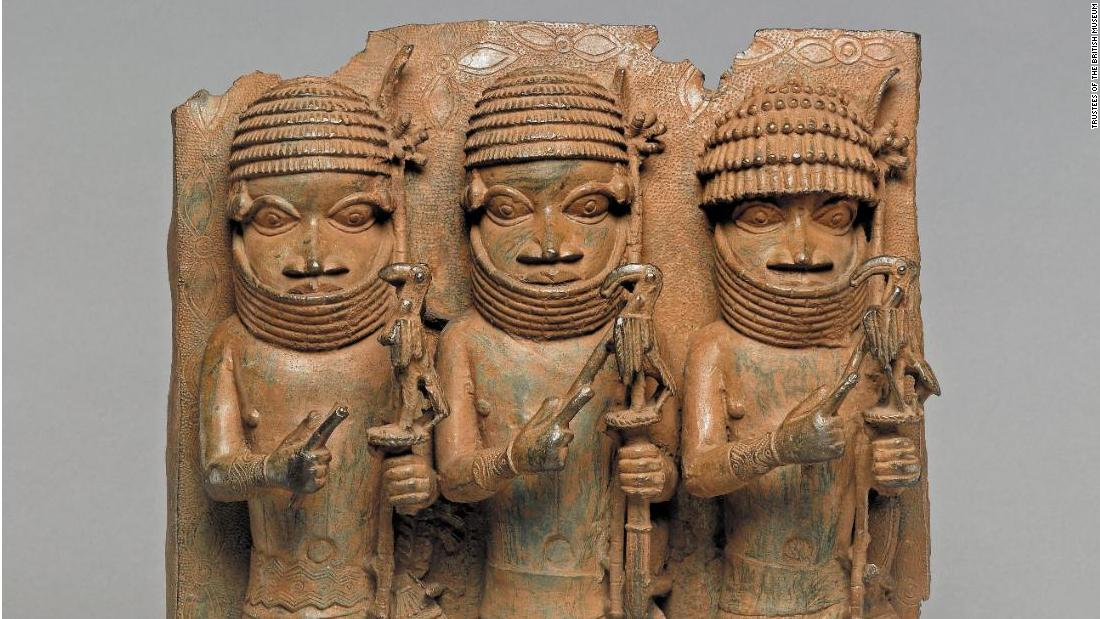 TRUSTEES OF THE BRITISH MUSEUM